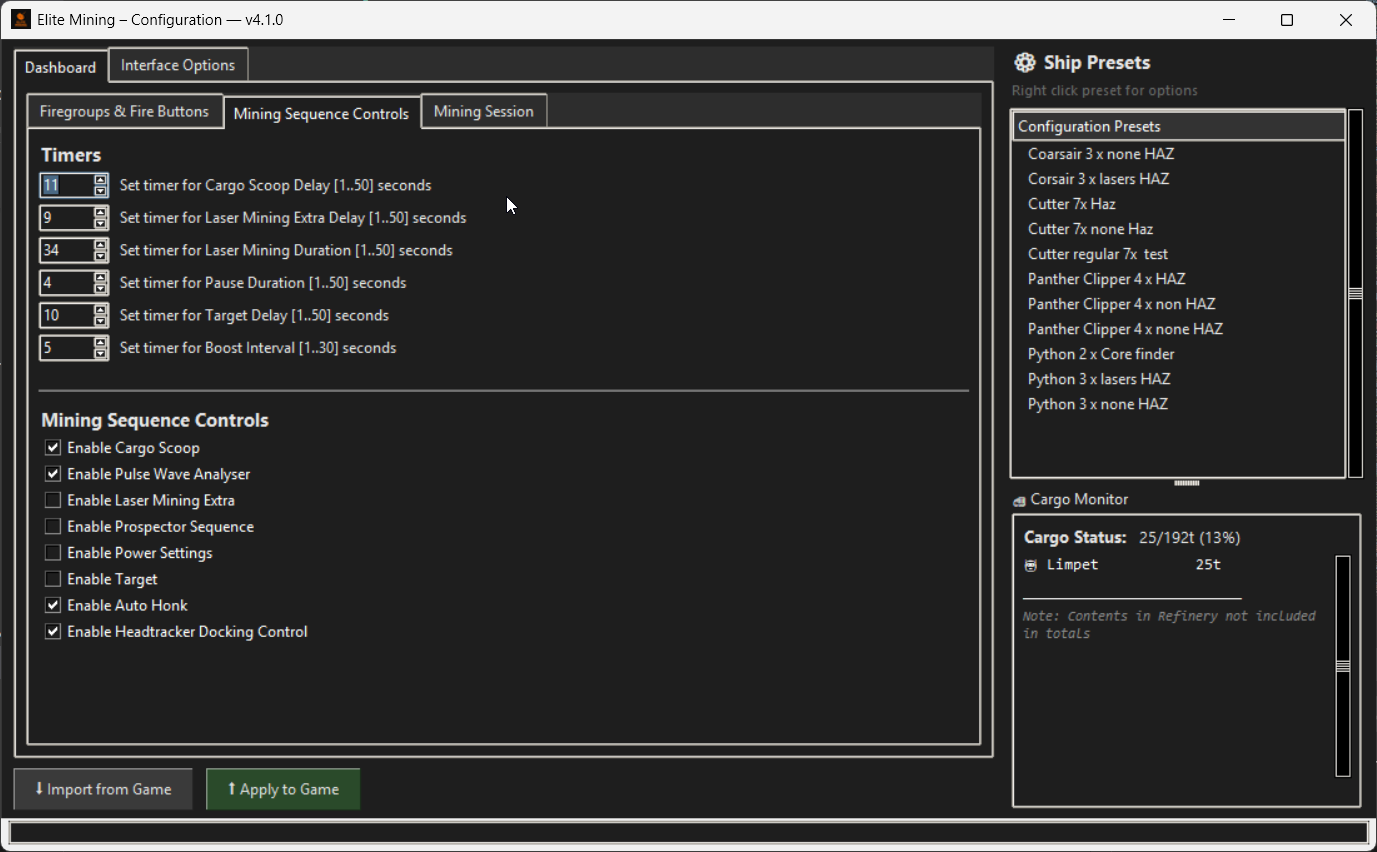 Elite Mining – Configuration — v4.1.0
Dashboard
Interface Options
Firegroups & Fire Buttons
Mining Sequence Controls
Mining Session
Timers
11 Set timer for Cargo Scoop Delay [1..50] seconds
9 Set timer for Laser Mining Extra Delay [1..50] seconds
34 Set timer for Laser Mining Duration [1..50] seconds
4 Set timer for Pause Duration [1..50] seconds
10 Set timer for Target Delay [1..50] seconds
5 Set timer for Boost Interval [1..30] seconds
Mining Sequence Controls
Enable Cargo Scoop
Enable Pulse Wave Analyser
Enable Laser Mining Extra
Enable Prospector Sequence
Enable Power Settings
Enable Target
Enable Auto Honk
Enable Headtracker Docking Control
⬇ Import from Game
⬆ Apply to Game
Ship Presets
Right click preset for options
Configuration Presets
Coarsair 3 x none HAZ
Corsair 3 x lasers HAZ
Cutter 7x Haz
Cutter 7x none Haz
Cutter regular 7x  test
Panther Clipper 4 x HAZ
Panther Clipper 4 x non HAZ
Panther Clipper 4 x none HAZ
Python 2 x Core finder
Python 3 x lasers HAZ
Python 3 x none HAZ
Cargo Monitor
Cargo Status: 25/192t (13%)
Limpet 25t
Note: Contents in Refinery not included
in totals